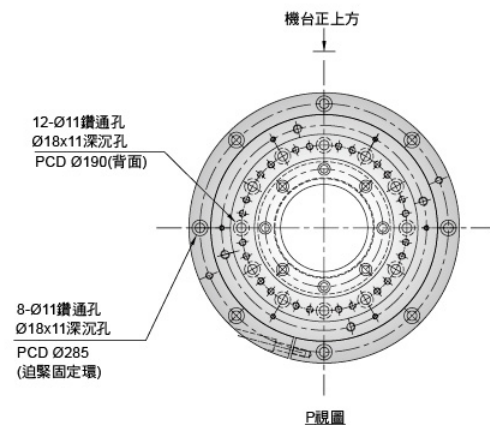 機台正上方
12-Ø11鑽通孔
Ø18x11深沉孔
PCD Ø190(背面)
8-Ø11鑽通孔
Ø18x11深沉孔
PCD Ø285
(迫緊固定環)
P視圖